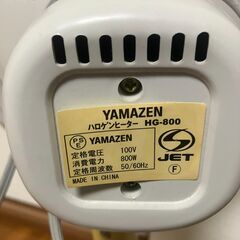 YAMAZEN
ハロゲンヒーター HG-800
PS
E
YAMAZEN
定格電圧 100V
消費電力 800W
定格周波数 50/60Hz
MADE IN CHINA
S
JET
F